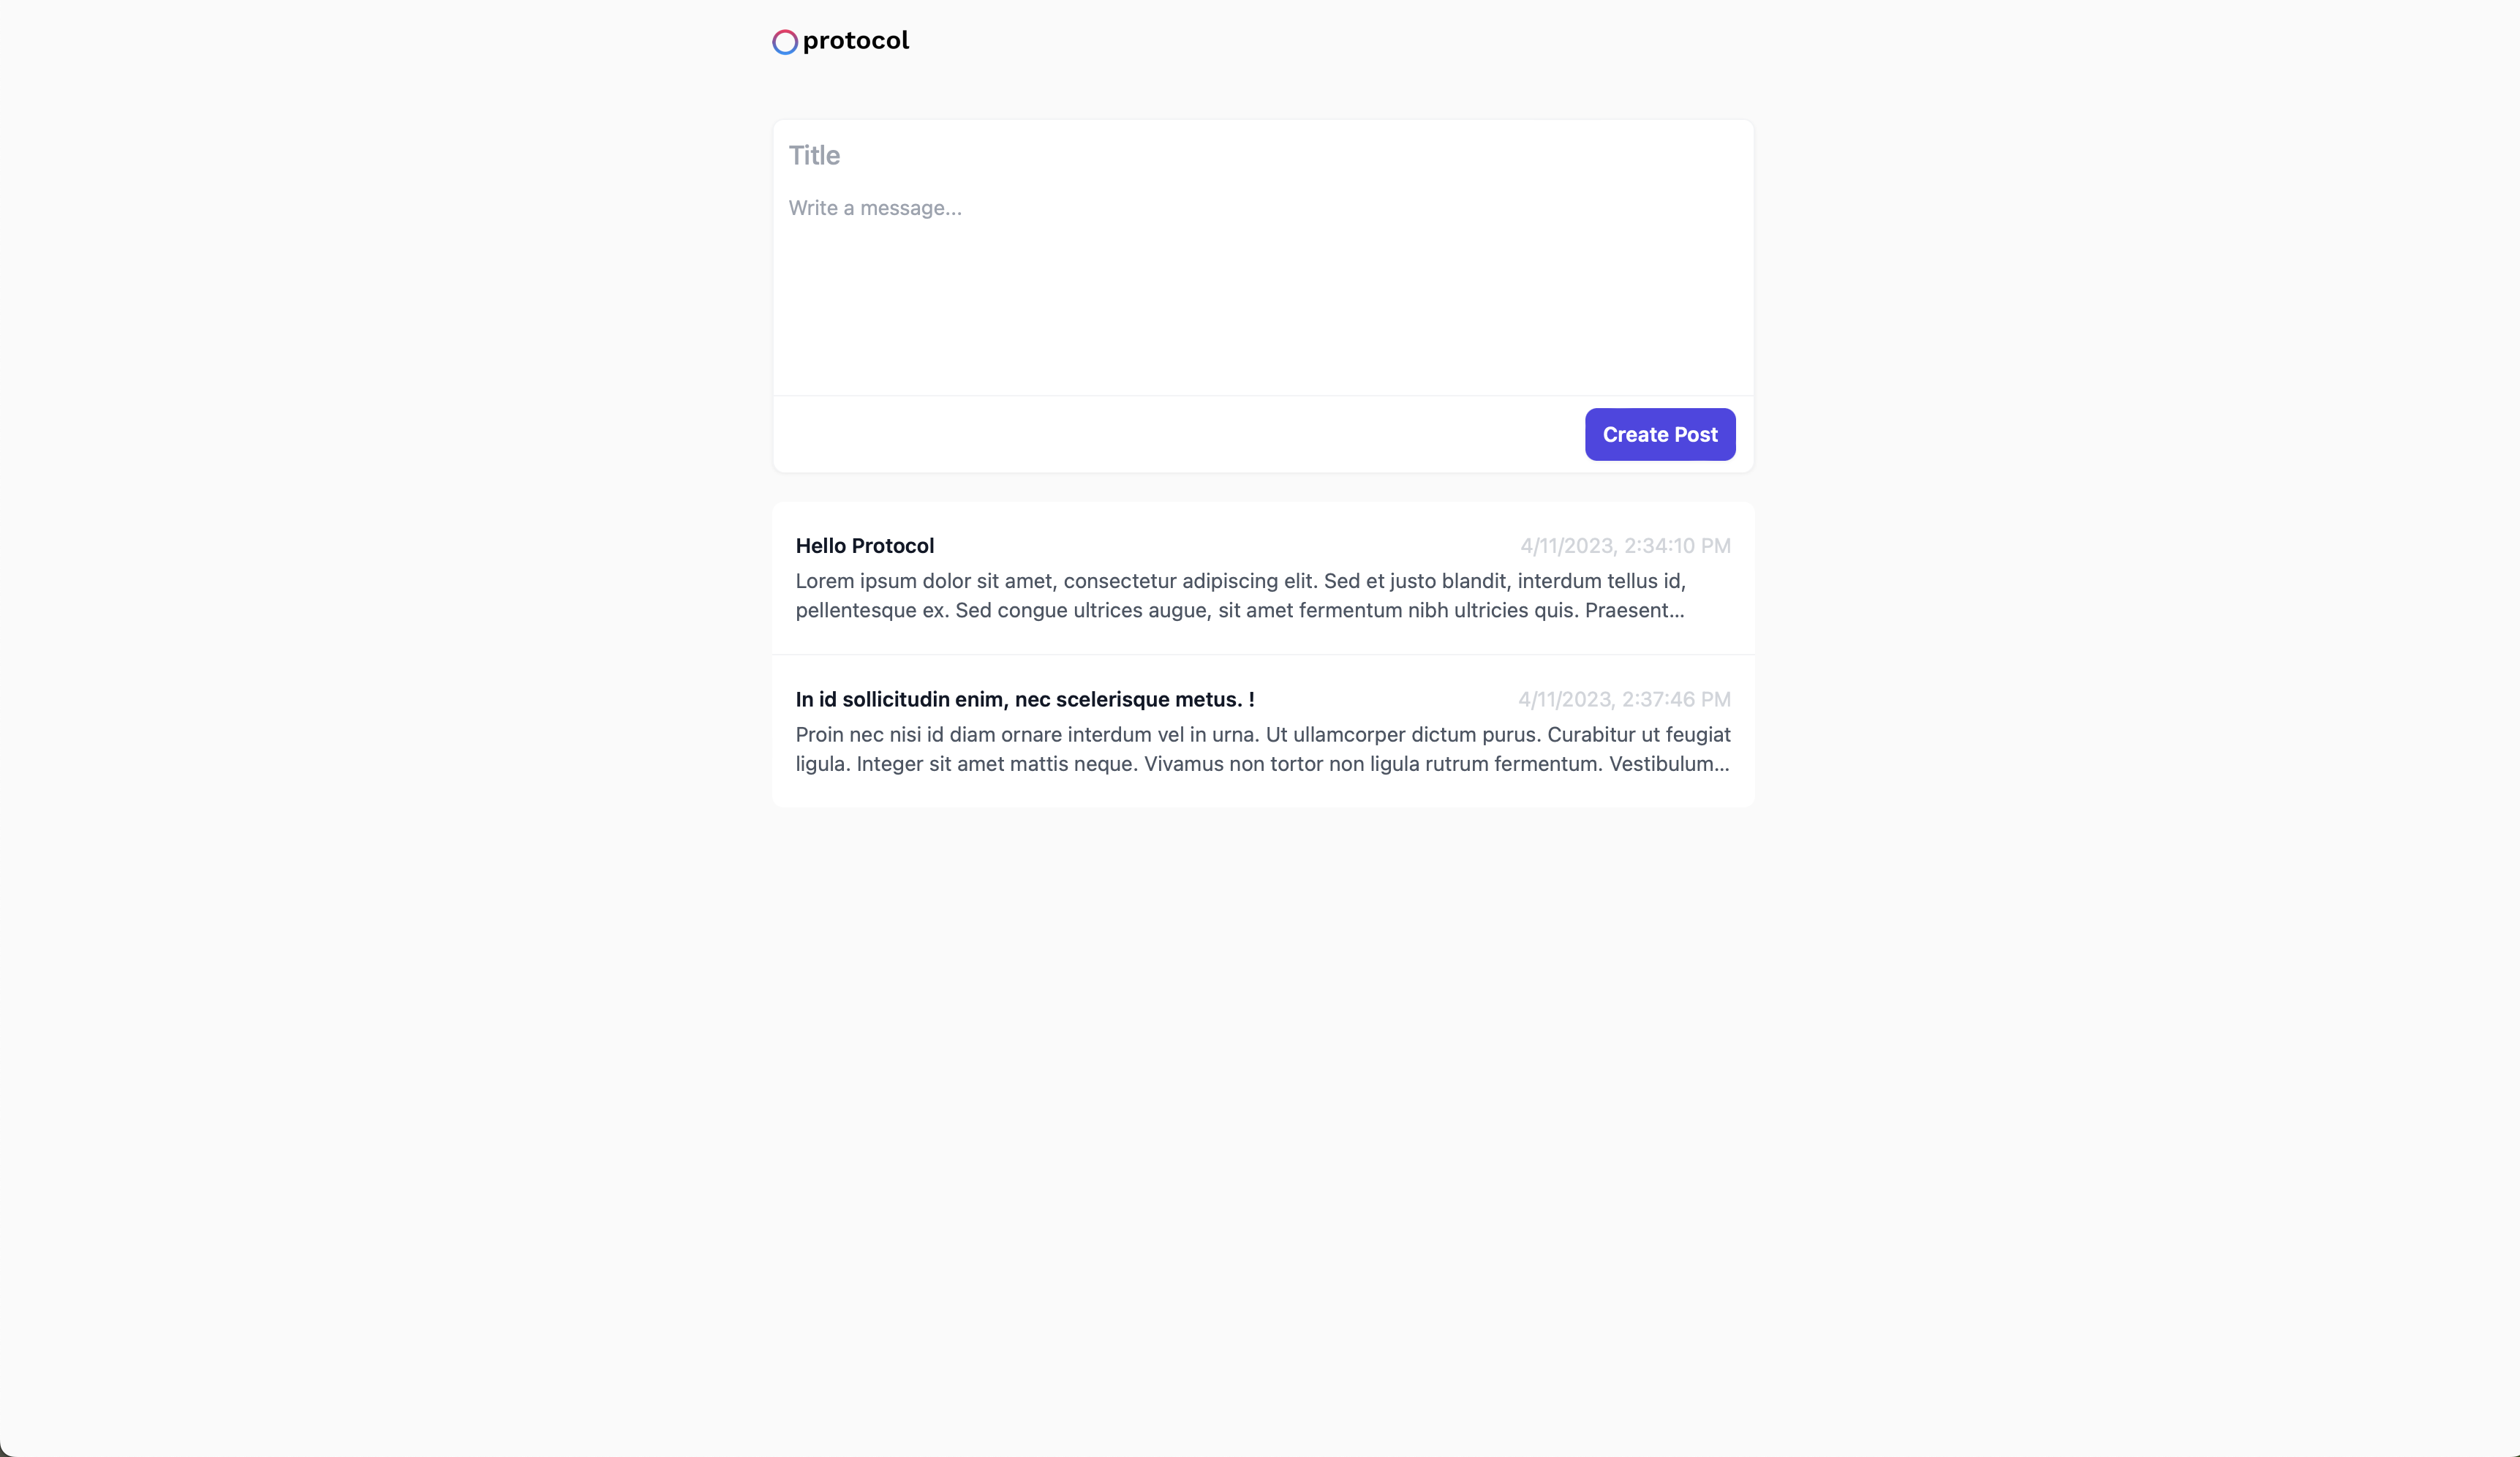 protocol
Title
Write a message...
Create Post
Hello Protocol
4/11/2023, 2:34:10 PM
Lorem ipsum dolor sit amet, consectetur adipiscing elit. Sed et justo blandit, interdum tellus id,
pellentesque ex. Sed congue ultrices augue, sit amet fermentum nibh ultricies quis. Praesent...
In id sollicitudin enim, nec scelerisque metus. !
4/11/2023, 2:37:46 PM
Proin nec nisi id diam ornare interdum vel in urna. Ut ullamcorper dictum purus. Curabitur ut feugiat
ligula. Integer sit amet mattis neque. Vivamus non tortor non ligula rutrum fermentum. Vestibulum...